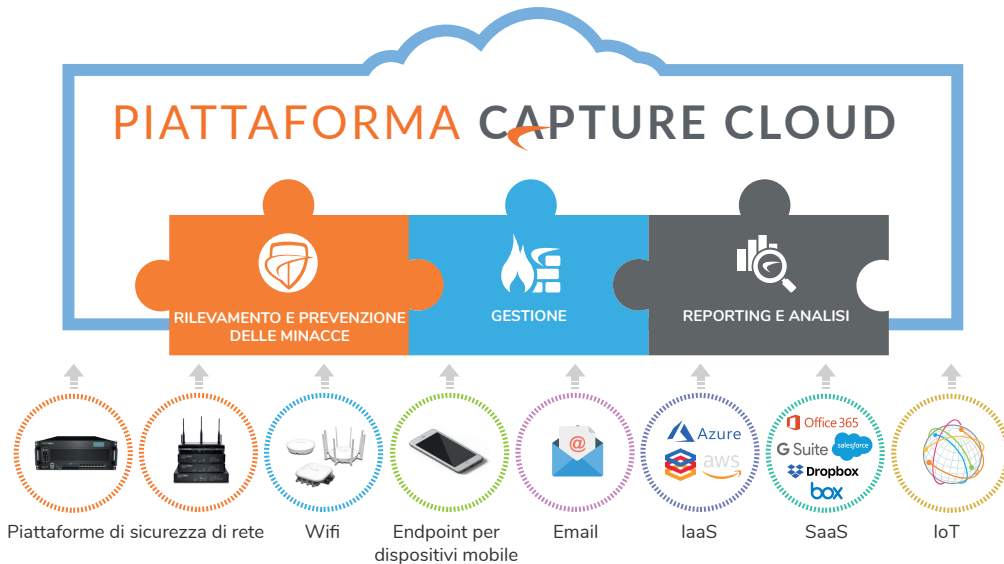 PIATTAFORMA CAPTURE CLOUD
RILEVAMENTO E PREVENZIONE
DELLE MINACCE
GESTIONE
REPORTING E ANALISI
@
Azure
aws
Office 365
G Suite
salesforce
Dropbox
box
Piattaforme di sicurezza di rete
Wifi
Endpoint per
dispositivi mobile
Email
IaaS
SaaS
IoT